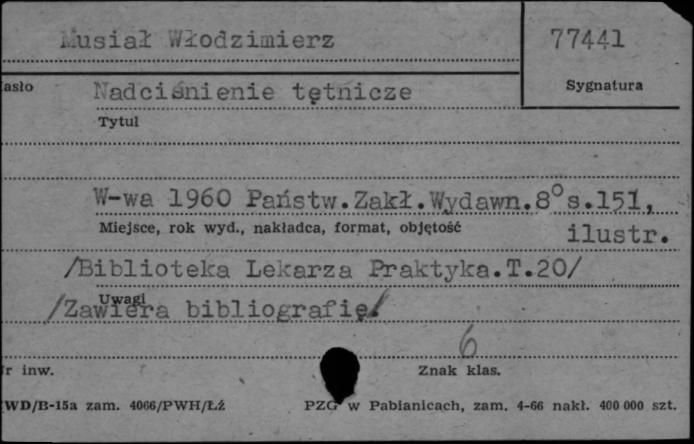 Musiał Włodzimierz 77441
asło Nadciśnienie tętnicze Sygnatura
Tytuł
W-wa 1960 Państw.Zakł.Wydawn.8° s.151,
Miejsce, rok wyd., nakładca, format, objętość ilustr.
/Biblioteka Lekarza Praktyka.T.20/
Uwagi
/Zawiera bibliografię/
6
r inw. Znak klas.
WD/B-15a zam. 4066/PWH/Łż PZG w Pabianicach, zam. 4-66 nakł. 400 000 szt.